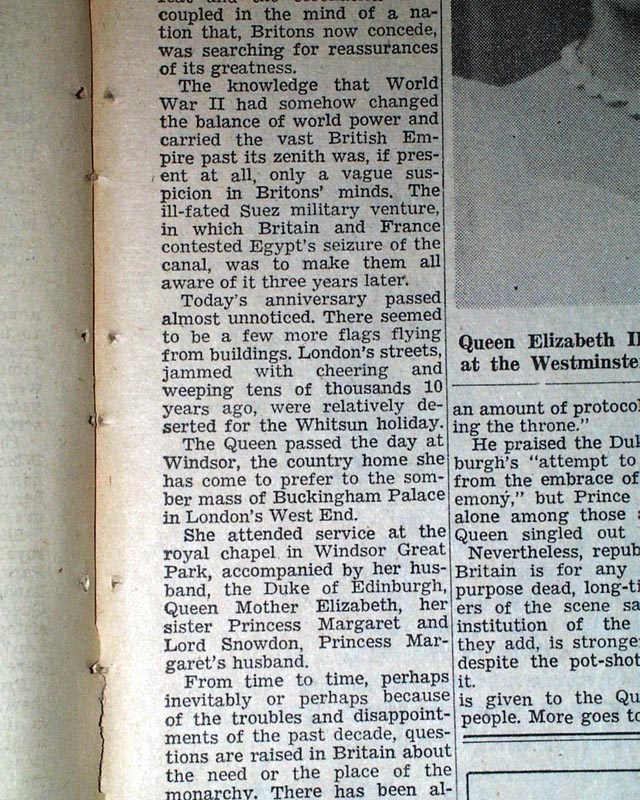 coupled in the mind of a na-
tion that, Britons now concede,
was searching for reassurances
of its greatness.
The knowledge that World
War II had somehow changed
the balance of world power and
carried the vast British Em-
pire past its zenith was, if pres-
ent at all, only a vague sus-
picion in Britons' minds. The
ill-fated Suez military venture,
in which Britain and France
contested Egypt's seizure of the
canal, was to make them all
aware of it three years later.
Today's anniversary passed
almost unnoticed. There seemed
to be a few more flags flying
from buildings. London's streets,
jammed with cheering and
weeping tens of thousands 10
years ago, were relatively de-
serted for the Whitsun holiday.
The Queen passed the day at
Windsor, the country home she
has come to prefer to the som-
ber mass of Buckingham Palace
in London's West End.
She attended service at the
royal chapel in Windsor Great
Park, accompanied by her hus-
band, the Duke of Edinburgh,
Queen Mother Elizabeth, her
sister Princess Margaret and
Lord Snowdon, Princess Mar-
garet's husband.
From time to time, perhaps
inevitably or perhaps because
of the troubles and disappoint-
ments of the past decade, ques-
tions are raised in Britain about
the need or the place of the
monarchy. There has been al-
Queen Elizabeth II
at the Westminste
an amount of protocol
ing the throne."
He praised the Duk
burgh's "attempt to
from the embrace of
emony," but Prince
alone among those
Queen singled out
Nevertheless, repub
Britain is for any
purpose dead, long-ti
ers of the scene sa
institution of the
they add, is stronge
despite the pot-shot
it.
is given to the Qu
people. More goes to